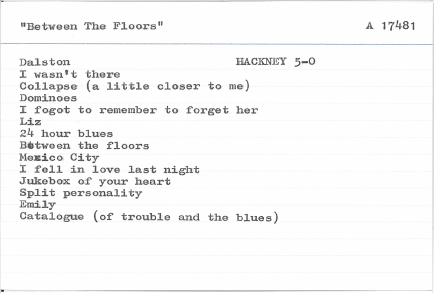 "Between The Floors" A 17481
Dalston HACKNEY 5-0
I wasn't there
Collapse (a little closer to me)
Dominoes
I fogot to remember to forget her
Liz
24 hour blues
Between the floors
Mexico City
I fell in love last night
Jukebox of your heart
Split personality
Emily
Catalogue (of trouble and the blues)